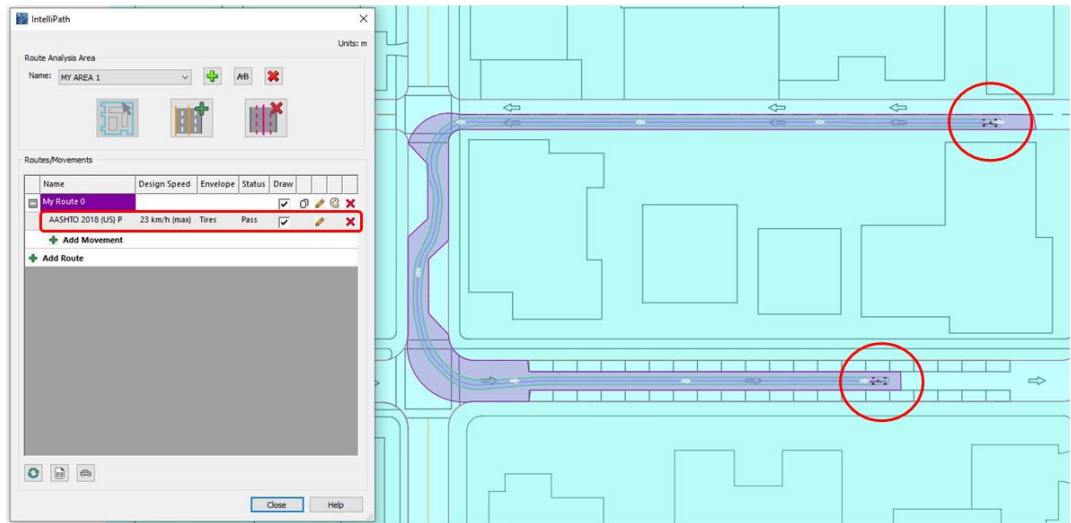 IntelliPath
Units: m
Route Analysis Area
Name: MY AREA 1
AB
Routes/Movements
Name Design Speed Envelope Status Draw
My Route 0
AASHTO 2018 (US) P 23 km/h (max) Tires Pass
Add Movement
Add Route
Close Help